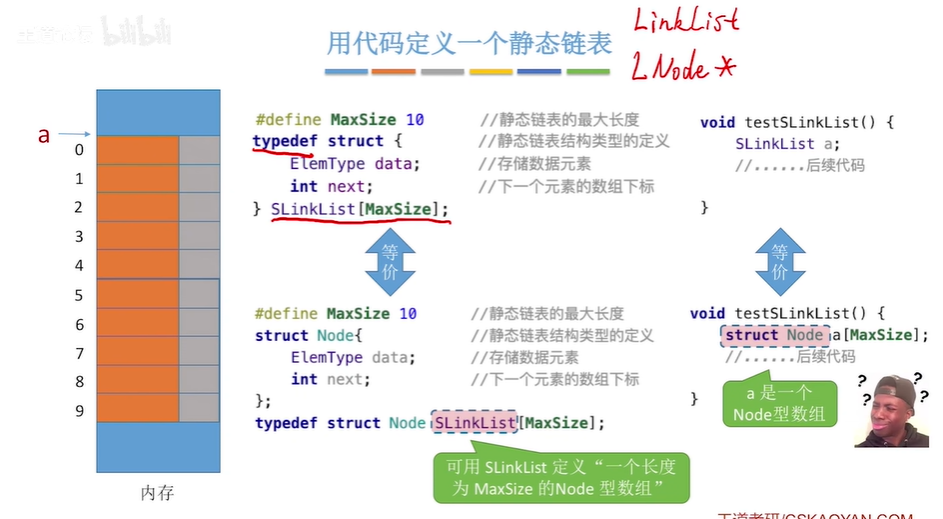 bilibili
LinkList
LNode*
用代码定义一个静态链表
a
0
1
2
3
4
5
6
7
8
9
内存
#define MaxSize 10 //静态链表的最大长度
typedef struct { //静态链表结构类型的定义
ElemType data; //存储数据元素
int next; //下一个元素的数组下标
} SLinkList[MaxSize];
void testSLinkList() {
SLinkList a;
//......后续代码
}
等价
等价
#define MaxSize 10 //静态链表的最大长度
struct Node{ //静态链表结构类型的定义
ElemType data; //存储数据元素
int next; //下一个元素的数组下标
};
typedef struct Node SLinkList[MaxSize];
可用 SLinkList 定义“一个长度
为 MaxSize 的Node 型数组”
void testSLinkList() {
struct Node a[MaxSize];
//......后续代码
}
a 是一个
Node型数组
? ?
? ?
王道考研/CSKAOYAN.COM